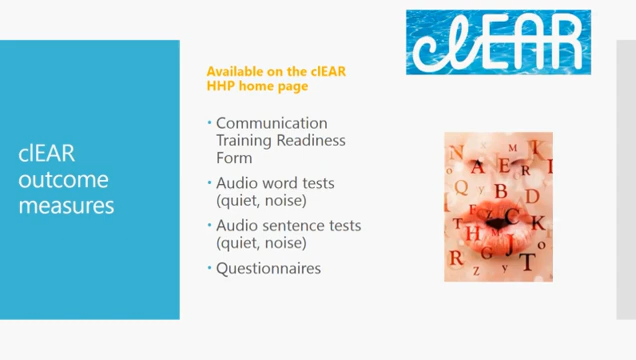 clEAR
Available on the clEAR
HHP home page
clEAR
outcome
measures
• Communication
Training Readiness
Form
• Audio word tests
(quiet, noise)
• Audio sentence tests
(quiet, noise)
• Questionnaires
N
K
M
A
E
R
I
Q
y
B
D
F
Z
C
T
H
M
K
J
o
R
Z
G
y
T